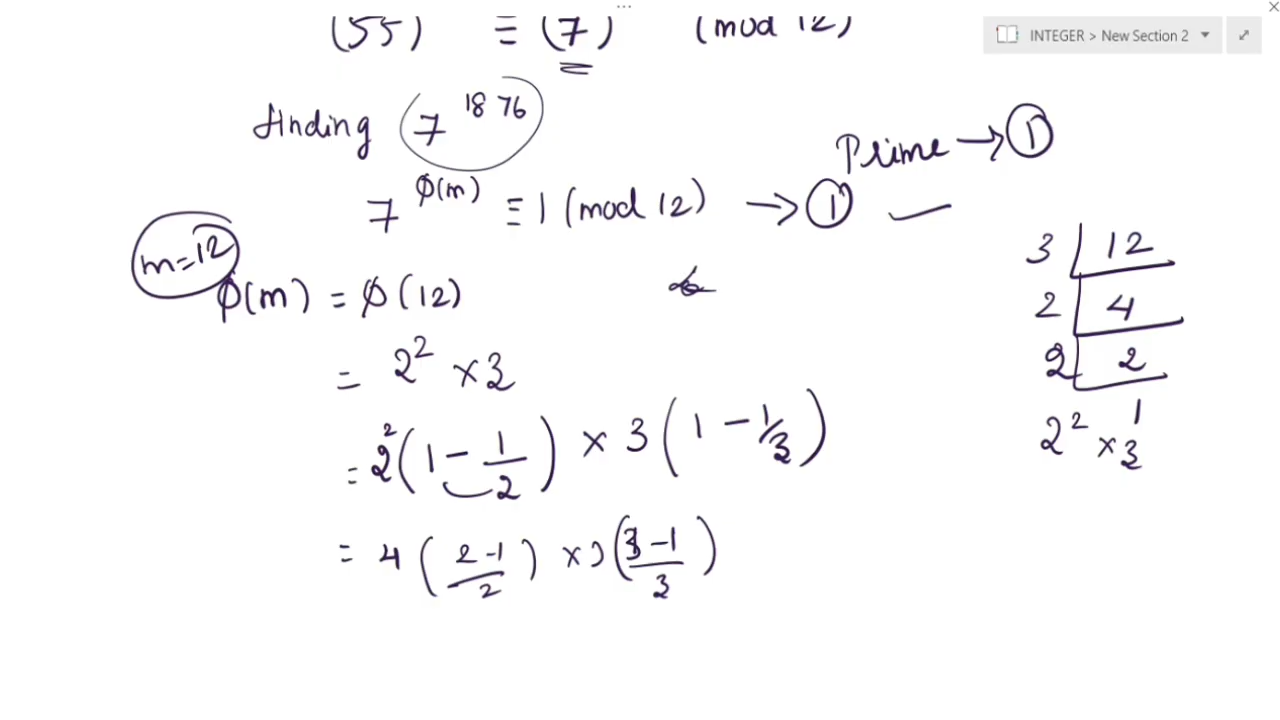 (55) ≡ (7) (mod 12)
INTEGER > New Section 2
Finding 7^1876
Prime → ①
7^ϕ(m) ≡ 1 (mod 12) → ①
m=12
ϕ(m) = ϕ(12)
= 2^2 × 3
= 2^2 (1 - 1/2) × 3 (1 - 1/3)
= 4 ( (2-1)/2 ) × 3 ( (3-1)/3 )
3 | 12
2 | 4
2 | 2
1
2^2 × 3